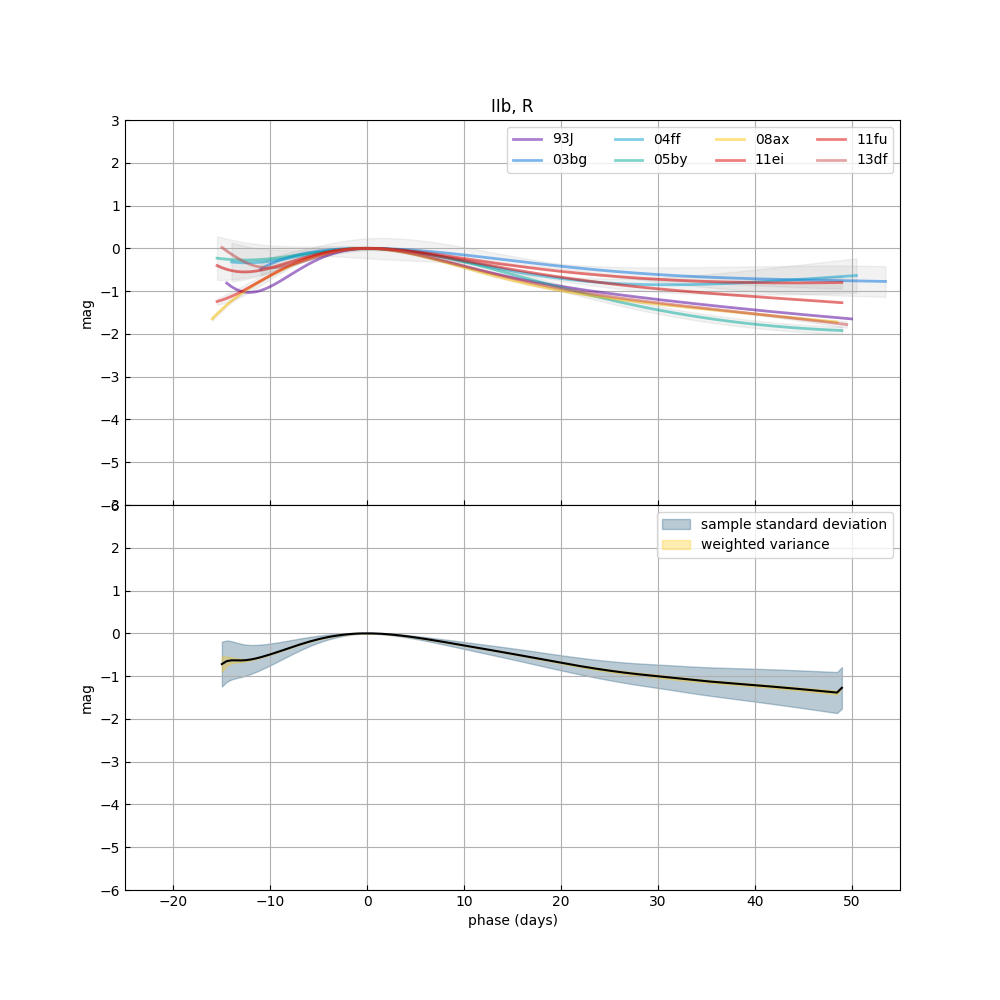 IIb, R
3
2
1
0
−1
−2
−3
−4
−5
mag
93J 04ff 08ax 11fu
03bg 05by 11ei 13df
3
2
1
0
−1
−2
−3
−4
−5
−6
mag
sample standard deviation
weighted variance
−20 −10 0 10 20 30 40 50
phase (days)